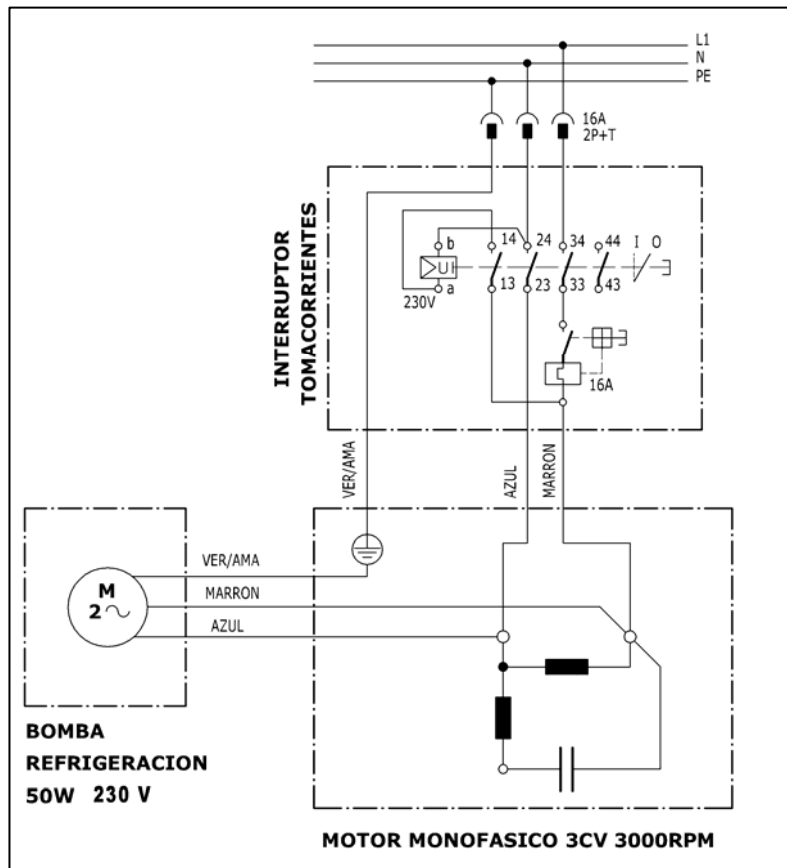 L1
N
PE
16A
2P+T
INTERRUPTOR
TOMACORRIENTES
b
14
24
34
44
I O
U
a
13
23
33
43
230V
16A
VER/AMA
AZUL
MARRON
VER/AMA
MARRON
AZUL
M
2
BOMBA
REFRIGERACION
50W 230 V
MOTOR MONOFASICO 3CV 3000RPM